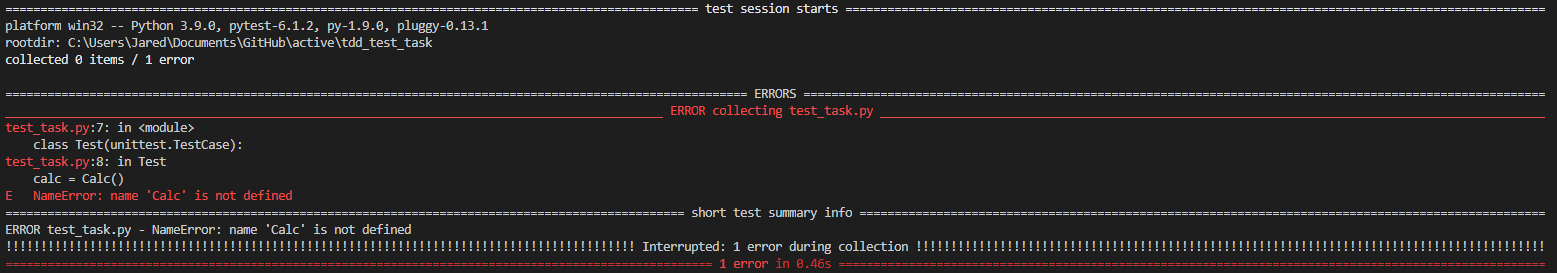 =================================================================================================== test session starts ====================================================================================================
platform win32 -- Python 3.9.0, pytest-6.1.2, py-1.9.0, pluggy-0.13.1
rootdir: C:\Users\Jared\Documents\GitHub\active\tdd_test_task
collected 0 items / 1 error

========================================================================================================== ERRORS ==========================================================================================================
______________________________________________________________________________________________ ERROR collecting test_task.py _______________________________________________________________________________________________
test_task.py:7: in <module>
    class Test(unittest.TestCase):
test_task.py:8: in Test
    calc = Calc()
E   NameError: name 'Calc' is not defined
================================================================================================= short test summary info ==================================================================================================
ERROR test_task.py - NameError: name 'Calc' is not defined
!!!!!!!!!!!!!!!!!!!!!!!!!!!!!!!!!!!!!!!!!!!!!!!!!!!!!!!!!!!!!!!!!!!!!!!!!!!!!!!!!!!!!!!!!! Interrupted: 1 error during collection !!!!!!!!!!!!!!!!!!!!!!!!!!!!!!!!!!!!!!!!!!!!!!!!!!!!!!!!!!!!!!!!!!!!!!!!!!!!!!!!!!!!!!!!!!
===================================================================================================== 1 error in 0.46s =====================================================================================================